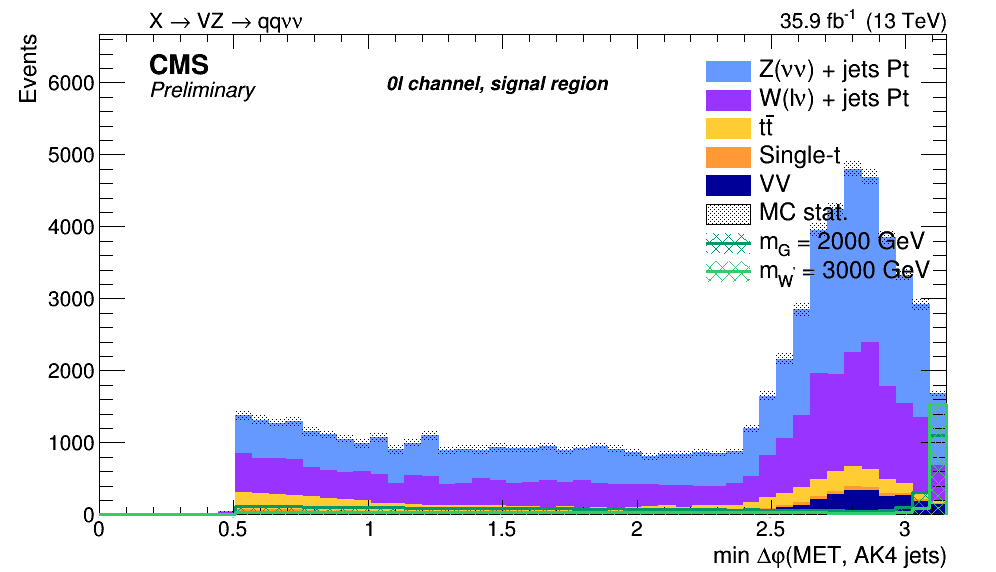 X → VZ → qqνν
35.9 fb⁻¹ (13 TeV)
Events
CMS
Preliminary
0l channel, signal region
Z(νν) + jets Pt
W(lν) + jets Pt
tt̄
Single-t
VV
MC stat.
m_G = 2000 GeV
m_W' = 3000 GeV
6000
5000
4000
3000
2000
1000
0
0 0.5 1 1.5 2 2.5 3
min Δφ(MET, AK4 jets)